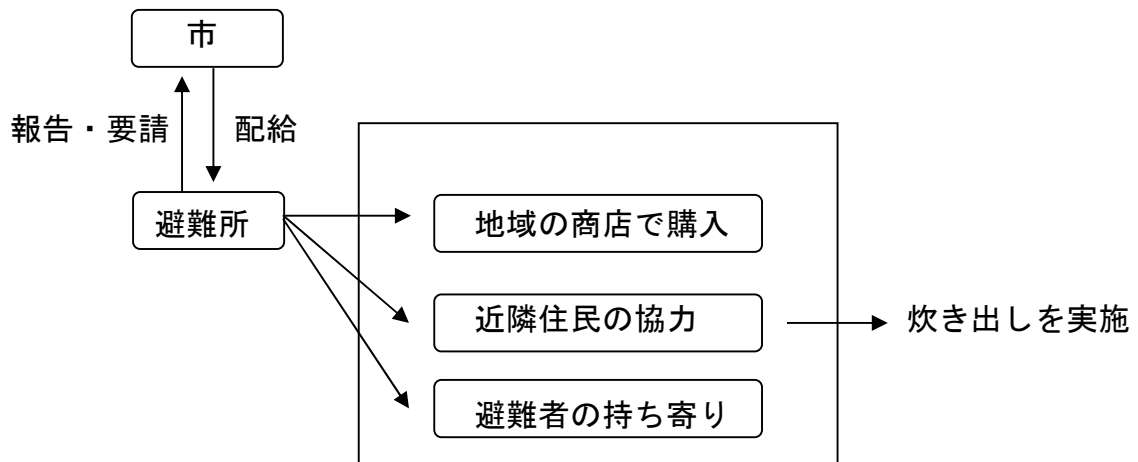 市
報告・要請
配給
避難所
地域の商店で購入
近隣住民の協力
炊き出しを実施
避難者の持ち寄り